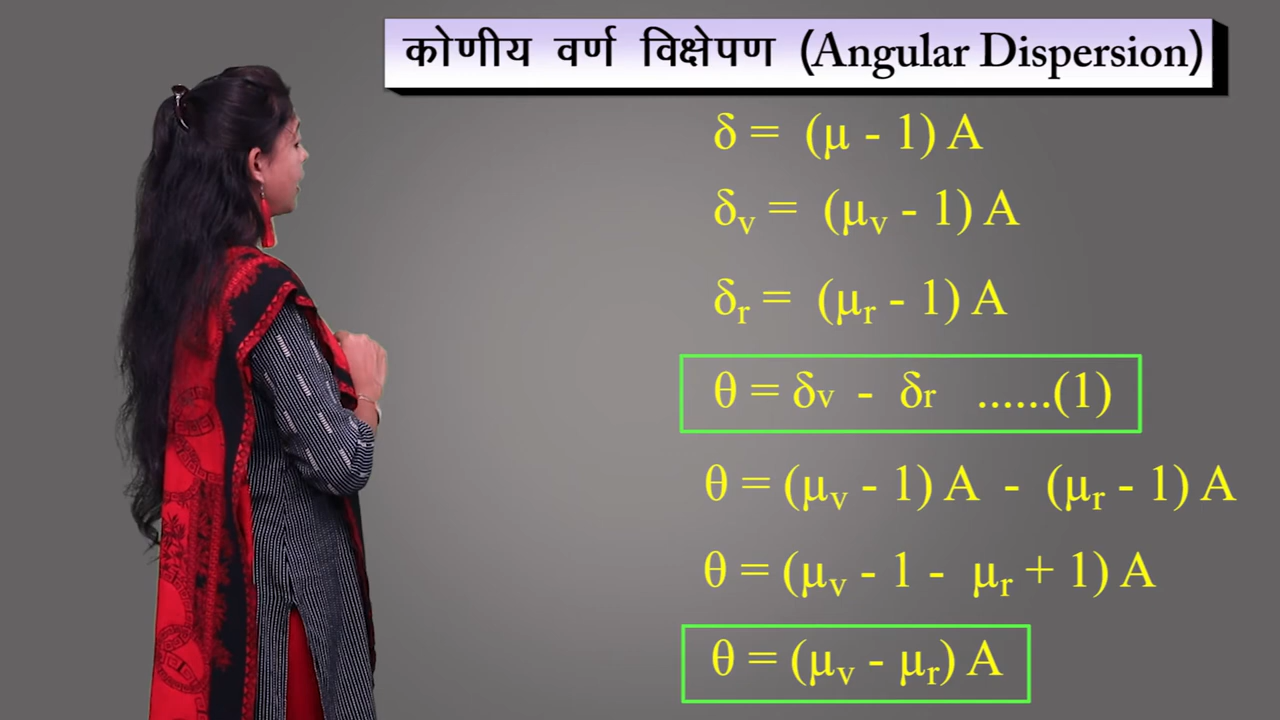 कोणीय वर्ण विक्षेपण (Angular Dispersion)
δ = (μ - 1) A
δv = (μv - 1) A
δr = (μr - 1) A
θ = δv - δr ......(1)
θ = (μv - 1) A - (μr - 1) A
θ = (μv - 1 - μr + 1) A
θ = (μv - μr) A